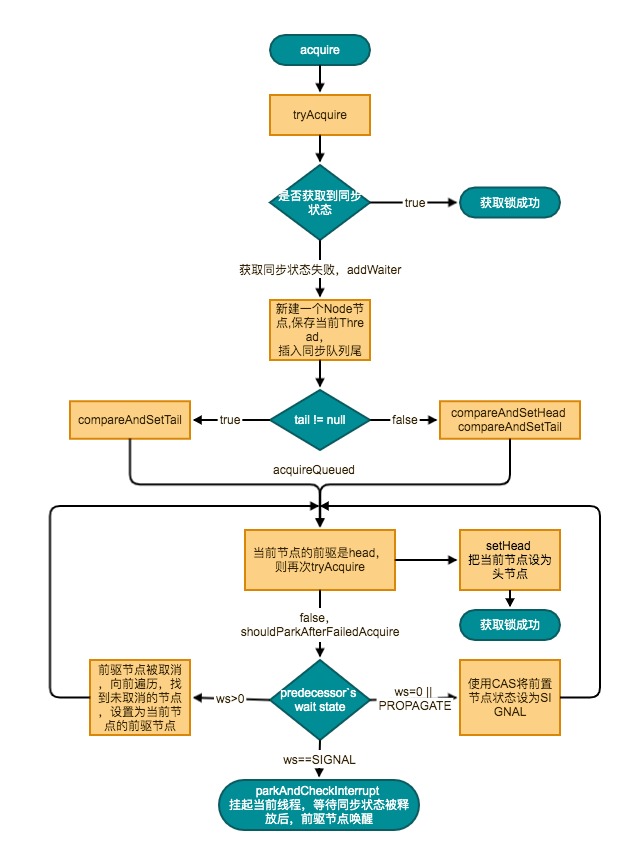 acquire
tryAcquire
是否获取到同步
状态
true
获取锁成功
获取同步状态失败，addWaiter
新建一个Node节
点,保存当前Thre
ad，
插入同步队列尾
compareAndSetTail
true
tail != null
false
compareAndSetHead
compareAndSetTail
acquireQueued
当前节点的前驱是head，
则再次tryAcquire
setHead
把当前节点设为
头节点
false，
shouldParkAfterFailedAcquire
获取锁成功
前驱节点被取消
，向前遍历，找
到未取消的节点
，设置为当前节
点的前驱节点
ws>0
predecessor`s
wait state
ws=0 ||
PROPAGATE
使用CAS将前置
节点状态设为SI
GNAL
ws==SIGNAL
parkAndCheckInterrupt
挂起当前线程，等待同步状态被释
放后，前驱节点唤醒